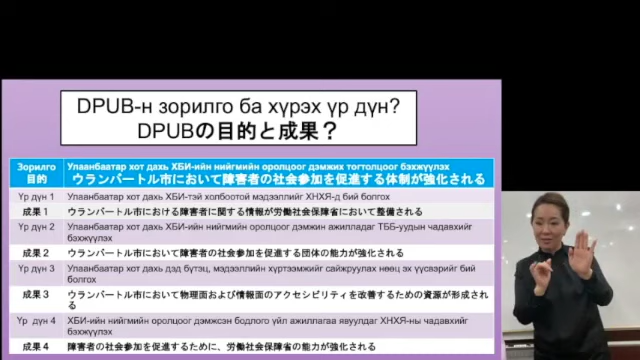 DPUB-н зорилго ба хүрэх үр дүн?
DPUBの目的と成果？
Зорилго
目的
Улаанбаатар хот дахь ХБИ-ийн нийгмийн оролцоог дэмжих тогтолцоог бэхжүүлэх
ウランバートル市において障害者の社会参加を促進する体制が強化される
Үр дүн 1
Улаанбаатар хот дахь ХБИ-тэй холбоотой мэдээллийг ХНХЯ-д бий болгох
成果１
ウランバートル市における障害者に関する情報が労働社会保障省において整備される
Үр дүн 2
Улаанбаатар хот дахь ХБИ-ийн нийгмийн оролцоог дэмжин ажилладаг ТББ-уудын чадавхийг
бэхжүүлэх
成果２
ウランバートル市において障害者の社会参加を促進する団体の能力が強化される
Үр дүн 3
Улаанбаатар хот дахь дэд бүтэц, мэдээллийн хүртээмжийг сайжруулах нөөц эх үүсвэрийг бий
болгох
成果３
ウランバートル市において物理面および情報面のアクセシビリティを改善するための資源が形成され
る
Үр дүн 4
ХБИ-ийн нийгмийн оролцоог дэмжсэн бодлого үйл ажиллагаа явуулдаг ХНХЯ-ны чадавхийг
бэхжүүлэх
成果４
障害者の社会参加を促進するために、労働社会保障省の能力が強化される